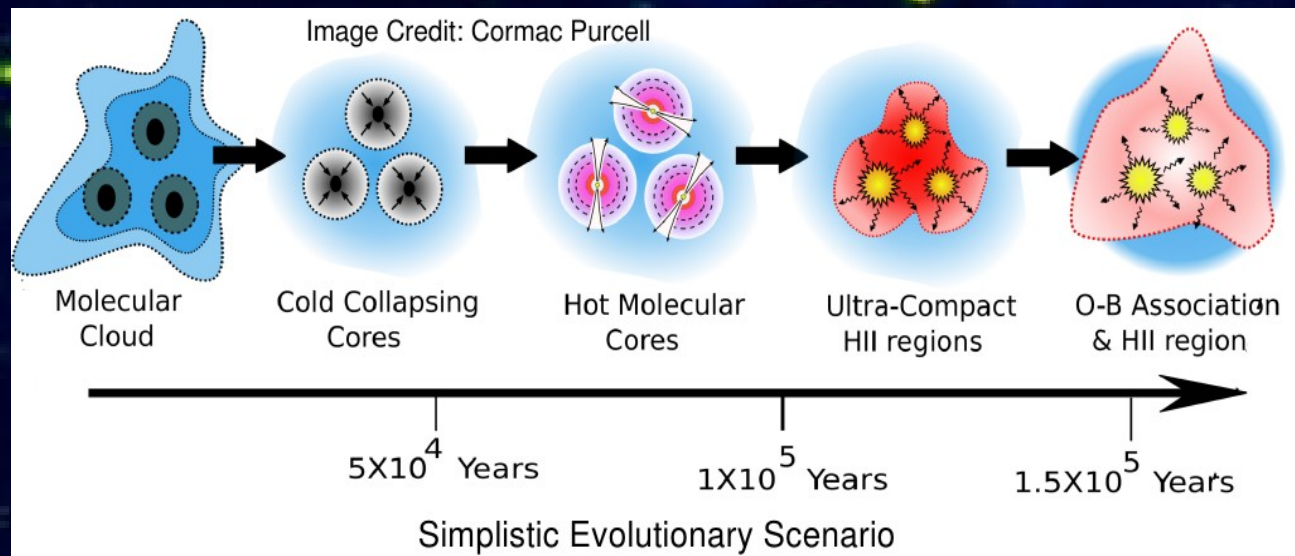 Image Credit: Cormac Purcell
Molecular
Cloud
Cold Collapsing
Cores
Hot Molecular
Cores
Ultra-Compact
HII regions
O-B Association
& HII region
5X10^4 Years
1X10^5 Years
1.5X10^5 Years
Simplistic Evolutionary Scenario